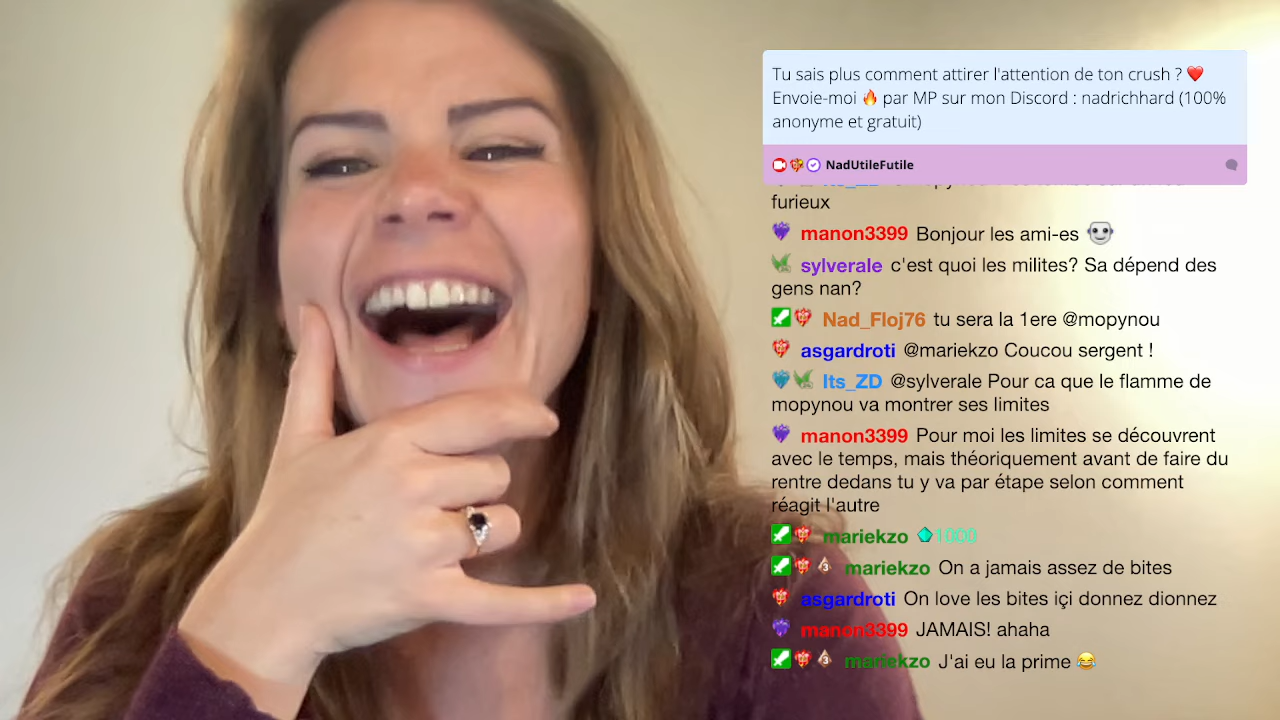 Tu sais plus comment attirer l'attention de ton crush ? ❤️
Envoie-moi 🔥 par MP sur mon Discord : nadrichhard (100%
anonyme et gratuit)
NadUtileFutile
furieux
manon3399 Bonjour les ami-es
sylverale c'est quoi les milites? Sa dépend des
gens nan?
Nad_Floj76 tu sera la 1ere @mopynou
asgardroti @mariekzo Coucou sergent !
Its_ZD @sylverale Pour ca que le flamme de
mopynou va montrer ses limites
manon3399 Pour moi les limites se découvrent
avec le temps, mais théoriquement avant de faire du
rentre dedans tu y va par étape selon comment
réagit l'autre
mariekzo 1000
3 mariekzo On a jamais assez de bites
asgardroti On love les bites içi donnez dionnez
manon3399 JAMAIS! ahaha
3 mariekzo J'ai eu la prime 😂